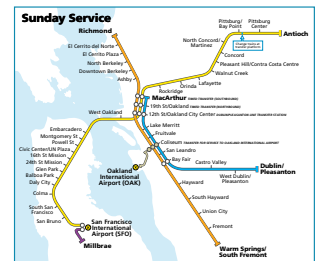 Sunday Service
Richmond
El Cerrito del Norte
El Cerrito Plaza
North Berkeley
Downtown Berkeley
Ashby
Pittsburg/
Bay Point
Pittsburg
Center
Antioch
North Concord/
Martinez
Concord
Pleasant Hill/Contra Costa Centre
Walnut Creek
Lafayette
Orinda
Rockridge
MacArthur
19th St/Oakland
12th St/Oakland City Center
West Oakland
Lake Merritt
Fruitvale
Coliseum
San Leandro
Bay Fair
Castro Valley
West Dublin/
Pleasanton
Dublin/
Pleasanton
Embarcadero
Montgomery St
Powell St
Civic Center/UN Plaza
16th St Mission
24th St Mission
Glen Park
Balboa Park
Daly City
Colma
South San
Francisco
San Bruno
Oakland
International
Airport (OAK)
San Francisco
International
Airport (SFO)
Millbrae
Hayward
South Hayward
Union City
Fremont
Warm Springs/
South Fremont